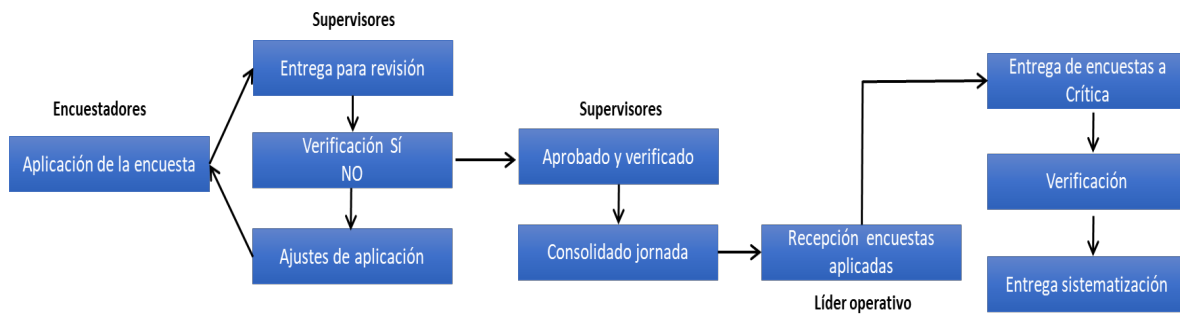 Encuestadores
Aplicación de la encuesta
Supervisores
Entrega para revisión
Verificación Sí
NO
Ajustes de aplicación
Supervisores
Aprobado y verificado
Consolidado jornada
Recepción encuestas
aplicadas
Líder operativo
Entrega de encuestas a
Crítica
Verificación
Entrega sistematización